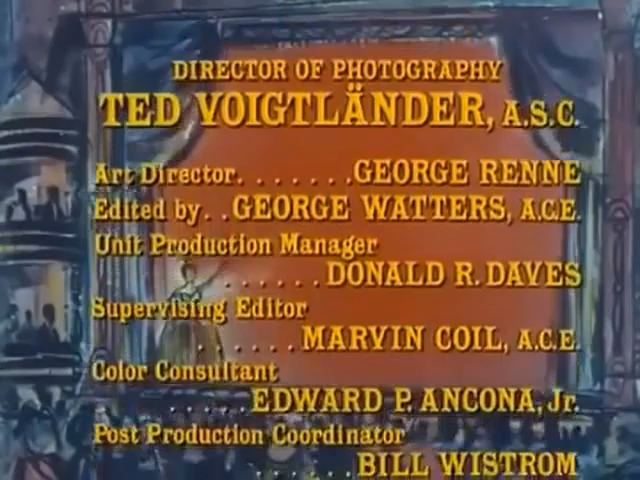 DIRECTOR OF PHOTOGRAPHY
TED VOIGTLÄNDER, A.S.C.
Art Director.......GEORGE RENNE
Edited by..GEORGE WATTERS, A.C.E.
Unit Production Manager
......DONALD R. DAVES
Supervising Editor
......MARVIN COIL, A.C.E.
Color Consultant
.....EDWARD P. ANCONA, Jr.
Post Production Coordinator
......BILL WISTROM